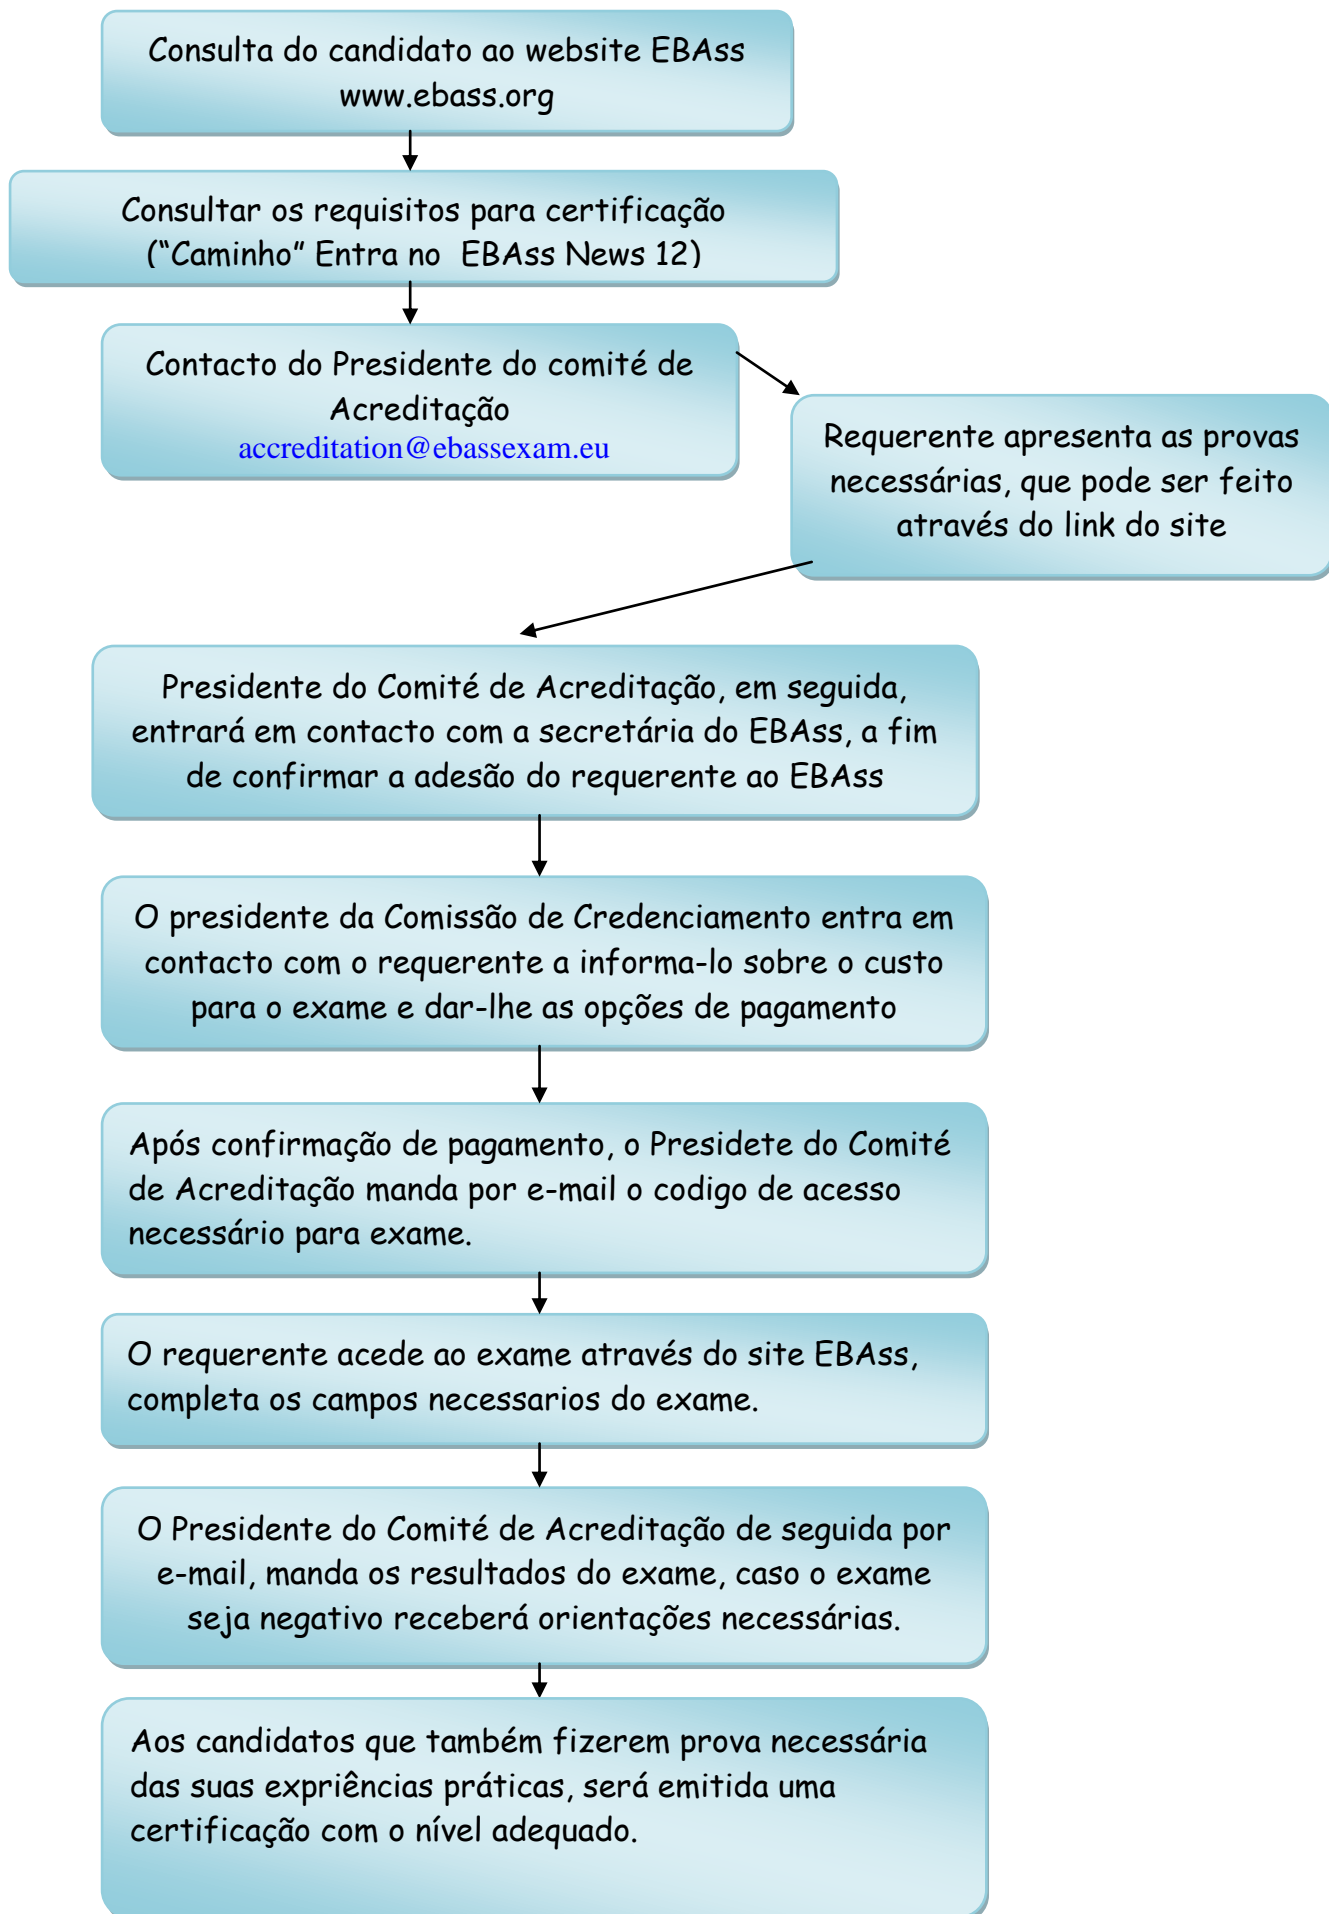 Consulta do candidato ao website EBAss
www.ebass.org
Consultar os requisitos para certificação
(“Caminho” Entra no EBAss News 12)
Contacto do Presidente do comité de
Acreditação
accreditation@ebassexam.eu
Requerente apresenta as provas
necessárias, que pode ser feito
através do link do site
Presidente do Comité de Acreditação, em seguida,
entrará em contacto com a secretária do EBAss, a fim
de confirmar a adesão do requerente ao EBAss
O presidente da Comissão de Credenciamento entra em
contacto com o requerente a informa-lo sobre o custo
para o exame e dar-lhe as opções de pagamento
Após confirmação de pagamento, o Presidete do Comité
de Acreditação manda por e-mail o codigo de acesso
necessário para exame.
O requerente acede ao exame através do site EBAss,
completa os campos necessarios do exame.
O Presidente do Comité de Acreditação de seguida por
e-mail, manda os resultados do exame, caso o exame
seja negativo receberá orientações necessárias.
Aos candidatos que também fizerem prova necessária
das suas expriências práticas, será emitida uma
certificação com o nível adequado.